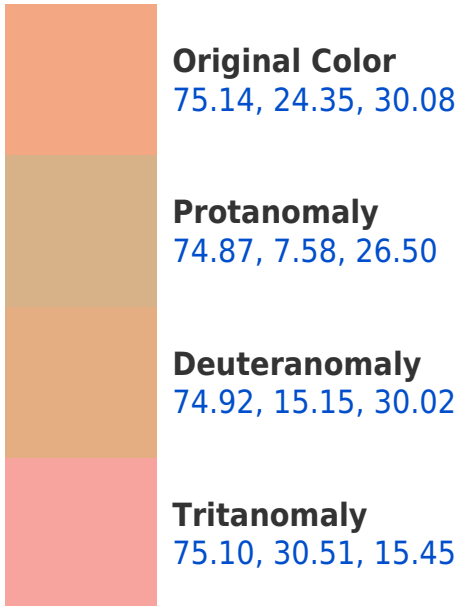 Original Color
75.14, 24.35, 30.08
Protanomaly
74.87, 7.58, 26.50
Deuteranomaly
74.92, 15.15, 30.02
Tritanomaly
75.10, 30.51, 15.45